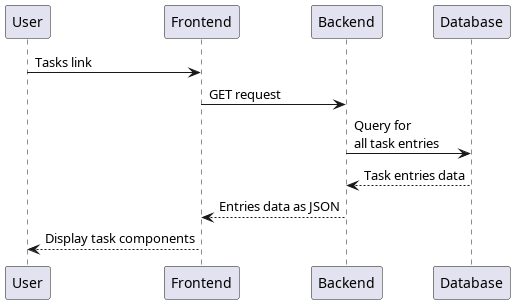 User
Frontend
Backend
Database
Tasks link
GET request
Query for
all task entries
Task entries data
Entries data as JSON
Display task components
User
Frontend
Backend
Database